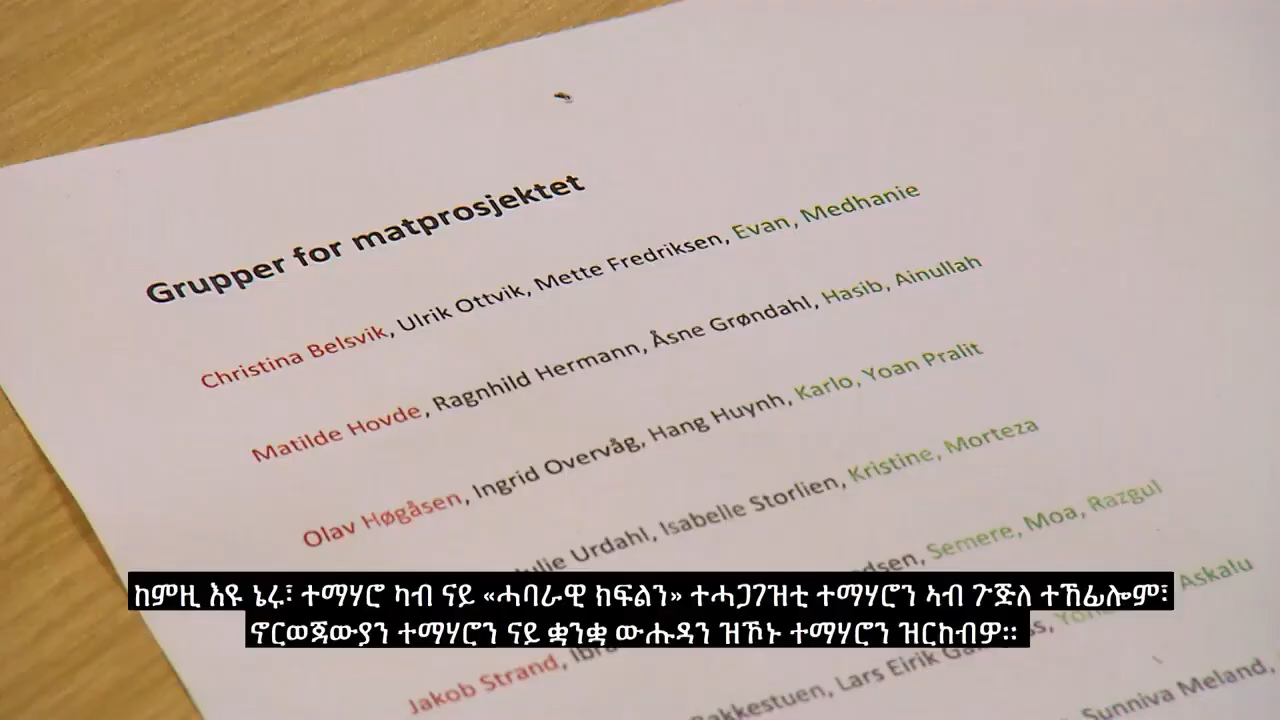 Grupper for matprosjektet
Christina Belsvik, Ulrik Ottvik, Mette Fredriksen, Evan, Medhanie
Matilde Hovde, Ragnhild Hermann, Åsne Grøndahl, Hasib, Ainullah
Olav Høgåsen, Ingrid Overvåg, Hang Huynh, Karlo, Yoan Pralit
Urdahl, Isabelle Storlien, Kristine, Morteza
Semere, Moa, Razgul
Askalu
Jakob Strand,
Lars Eirik
Sunniva Meland,
ከምዚ እዩ ኔሩ፣ ተማሃሮ ካብ ናይ «ሓባራዊ ክፍልን» ተሓጋገዝቲ ተማሃሮን ኣብ ጉጅለ ተኸፊሎም፣
ኖርወጃውያን ተማሃሮን ናይ ቋንቋ ውሑዳን ዝኾኑ ተማሃሮን ዝርከብዎ።